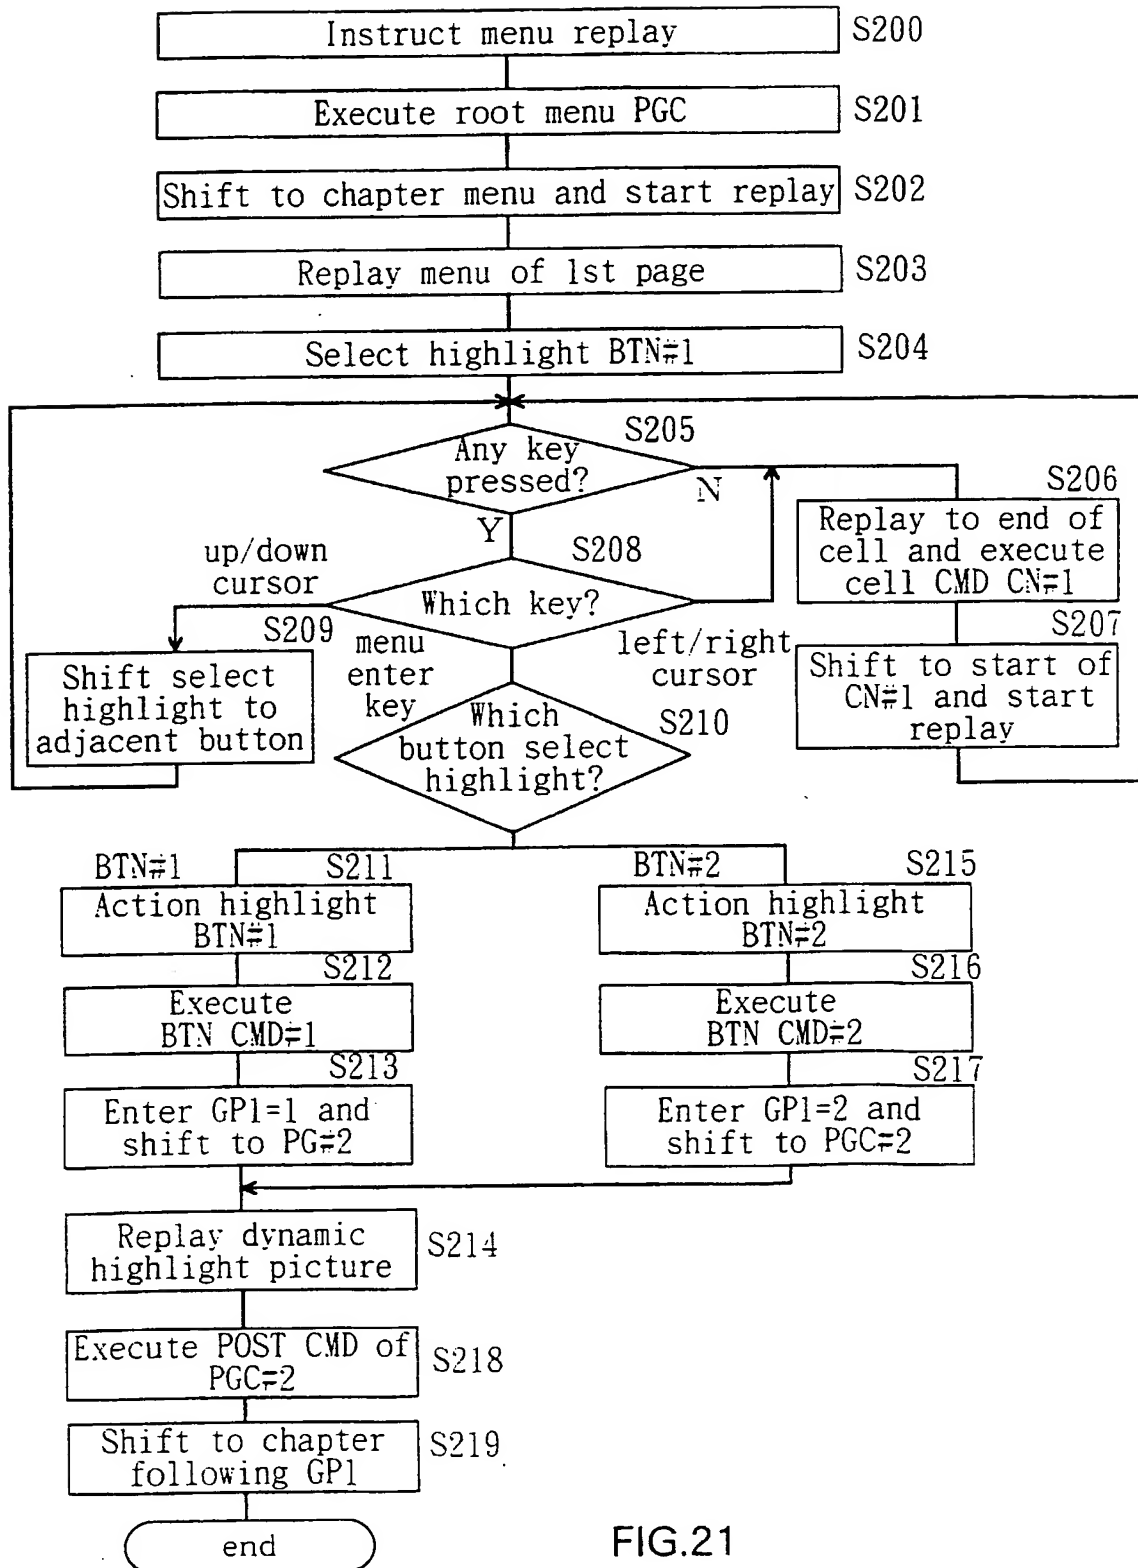 Instruct menu replay
S200
Execute root menu PGC
S201
Shift to chapter menu and start replay
S202
Replay menu of 1st page
S203
Select highlight BTN#1
S204
S205
Any key
pressed?
N
Y
S206
Replay to end of
cell and execute
cell CMD CN#1
up/down
cursor
S208
Which key?
S209
menu
enter
key
left/right
cursor
S207
Shift to start of
CN#1 and start
replay
Shift select
highlight to
adjacent button
S210
Which
button select
highlight?
BTN#1
S211
Action highlight
BTN#1
S212
Execute
BTN CMD#1
S213
Enter GP1=1 and
shift to PG#2
BTN#2
S215
Action highlight
BTN#2
S216
Execute
BTN CMD#2
S217
Enter GP1=2 and
shift to PGC#2
Replay dynamic
highlight picture
S214
Execute POST CMD of
PGC#2
S218
Shift to chapter
following GP1
S219
end
FIG.21